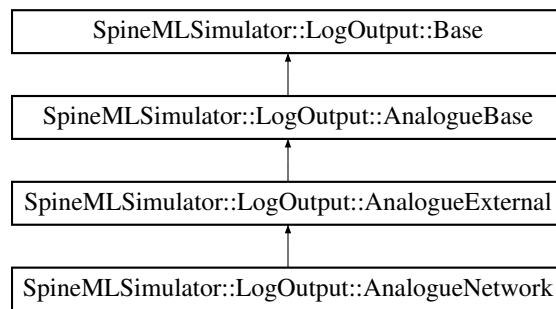 SpineMLSimulator::LogOutput::Base
SpineMLSimulator::LogOutput::AnalogueBase
SpineMLSimulator::LogOutput::AnalogueExternal
SpineMLSimulator::LogOutput::AnalogueNetwork